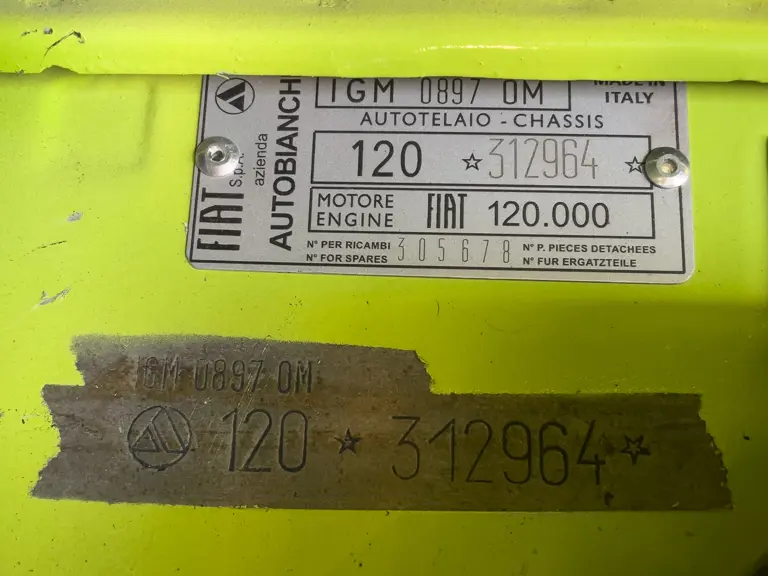 IGM 0897 OM
MADE IN
ITALY
AUTOTELAIO - CHASSIS
120 ☆312964☆
MOTORE
ENGINE
FIAT 120.000
N° PER RICAMBI
N° FOR SPARES
305678
N° P. PIECES DETACHEES
N° FUR ERGATZTEILE
FIAT S.p.A.
azienda
AUTOBIANCHI
IGM 0897 OM
120 ☆ 312964☆